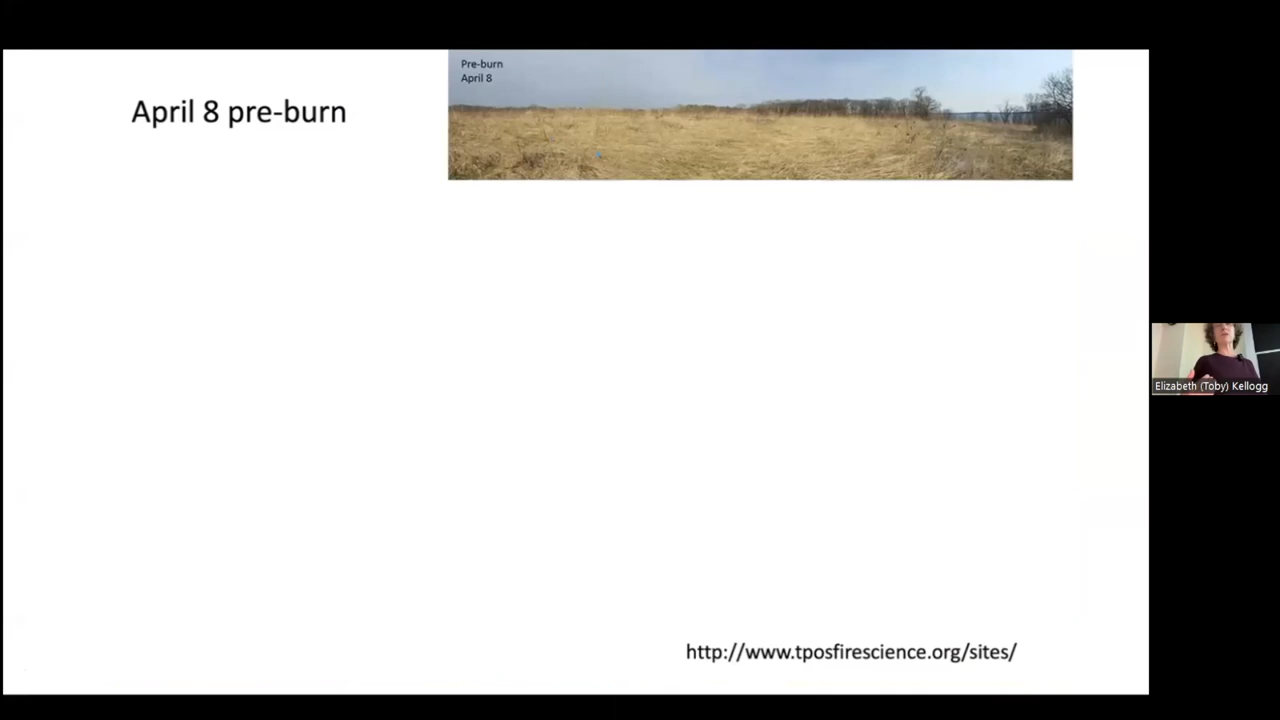 April 8 pre-burn
Pre-burn
April 8
Elizabeth (Toby) Kellogg
http://www.tposfirescience.org/sites/